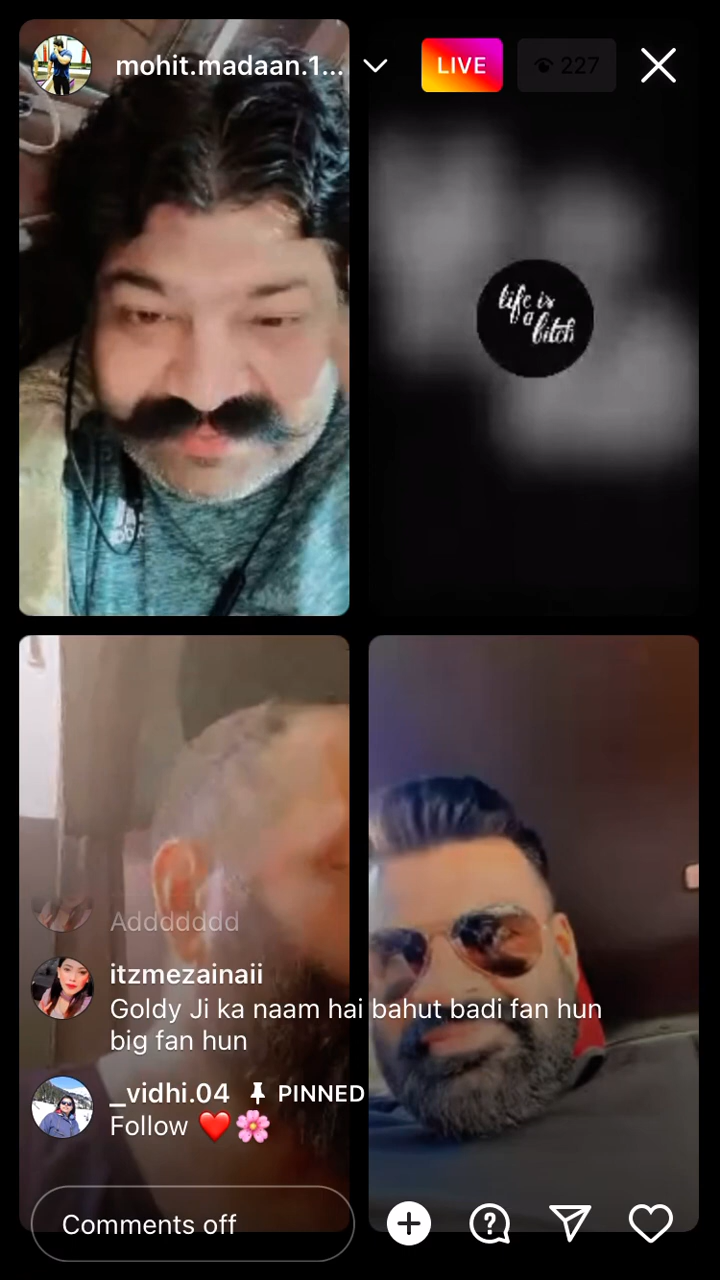 mohit.madaan.1...
LIVE
227
life is
a
bitch
Addddddd
itzmezainaii
Goldy Ji ka naam hai bahut badi fan hun
big fan hun
_vidhi.04 PINNED
Follow ❤️🌸
Comments off